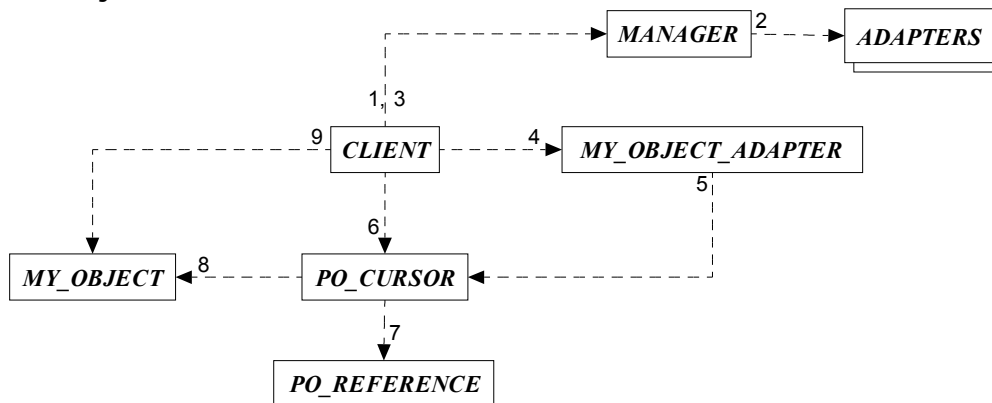 MANAGER
2
ADAPTERS
1, 3
9
CLIENT
4
MY_OBJECT_ADAPTER
5
6
MY_OBJECT
8
PO_CURSOR
7
PO_REFERENCE